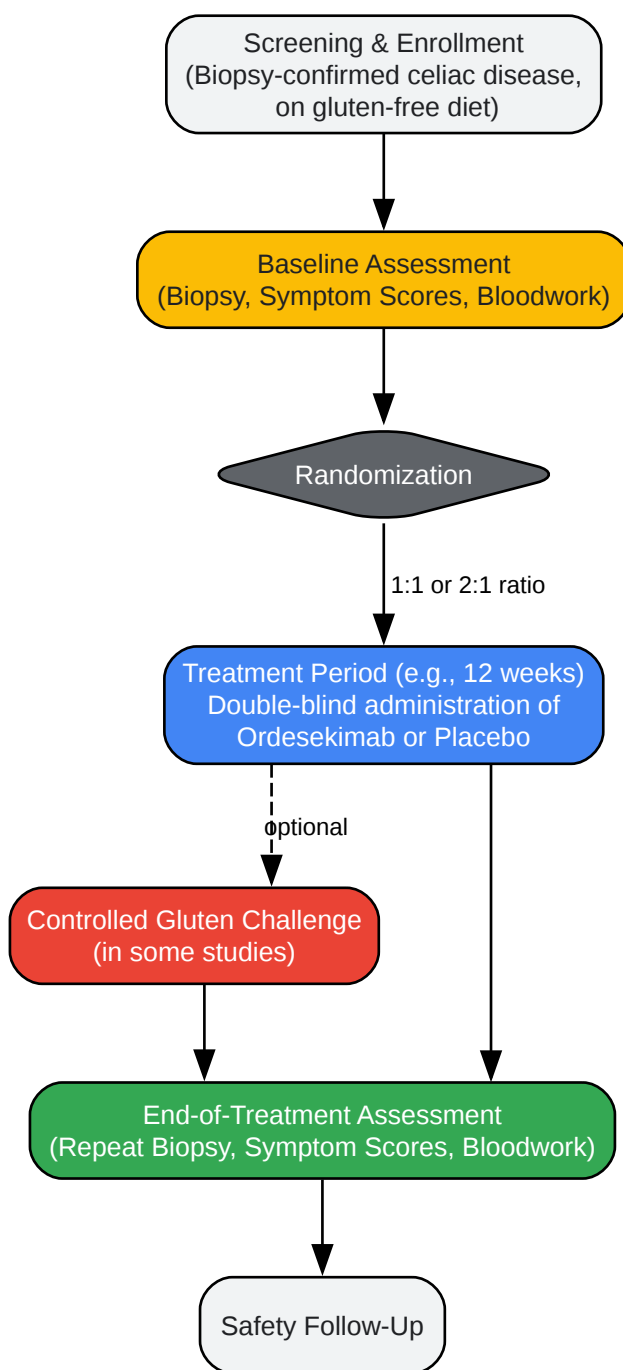 Screening & Enrollment
(Biopsy-confirmed celiac disease,
on gluten-free diet)
Baseline Assessment
(Biopsy, Symptom Scores, Bloodwork)
Randomization
1:1 or 2:1 ratio
Treatment Period (e.g., 12 weeks)
Double-blind administration of
Ordesekimab or Placebo
optional
Controlled Gluten Challenge
(in some studies)
End-of-Treatment Assessment
(Repeat Biopsy, Symptom Scores, Bloodwork)
Safety Follow-Up